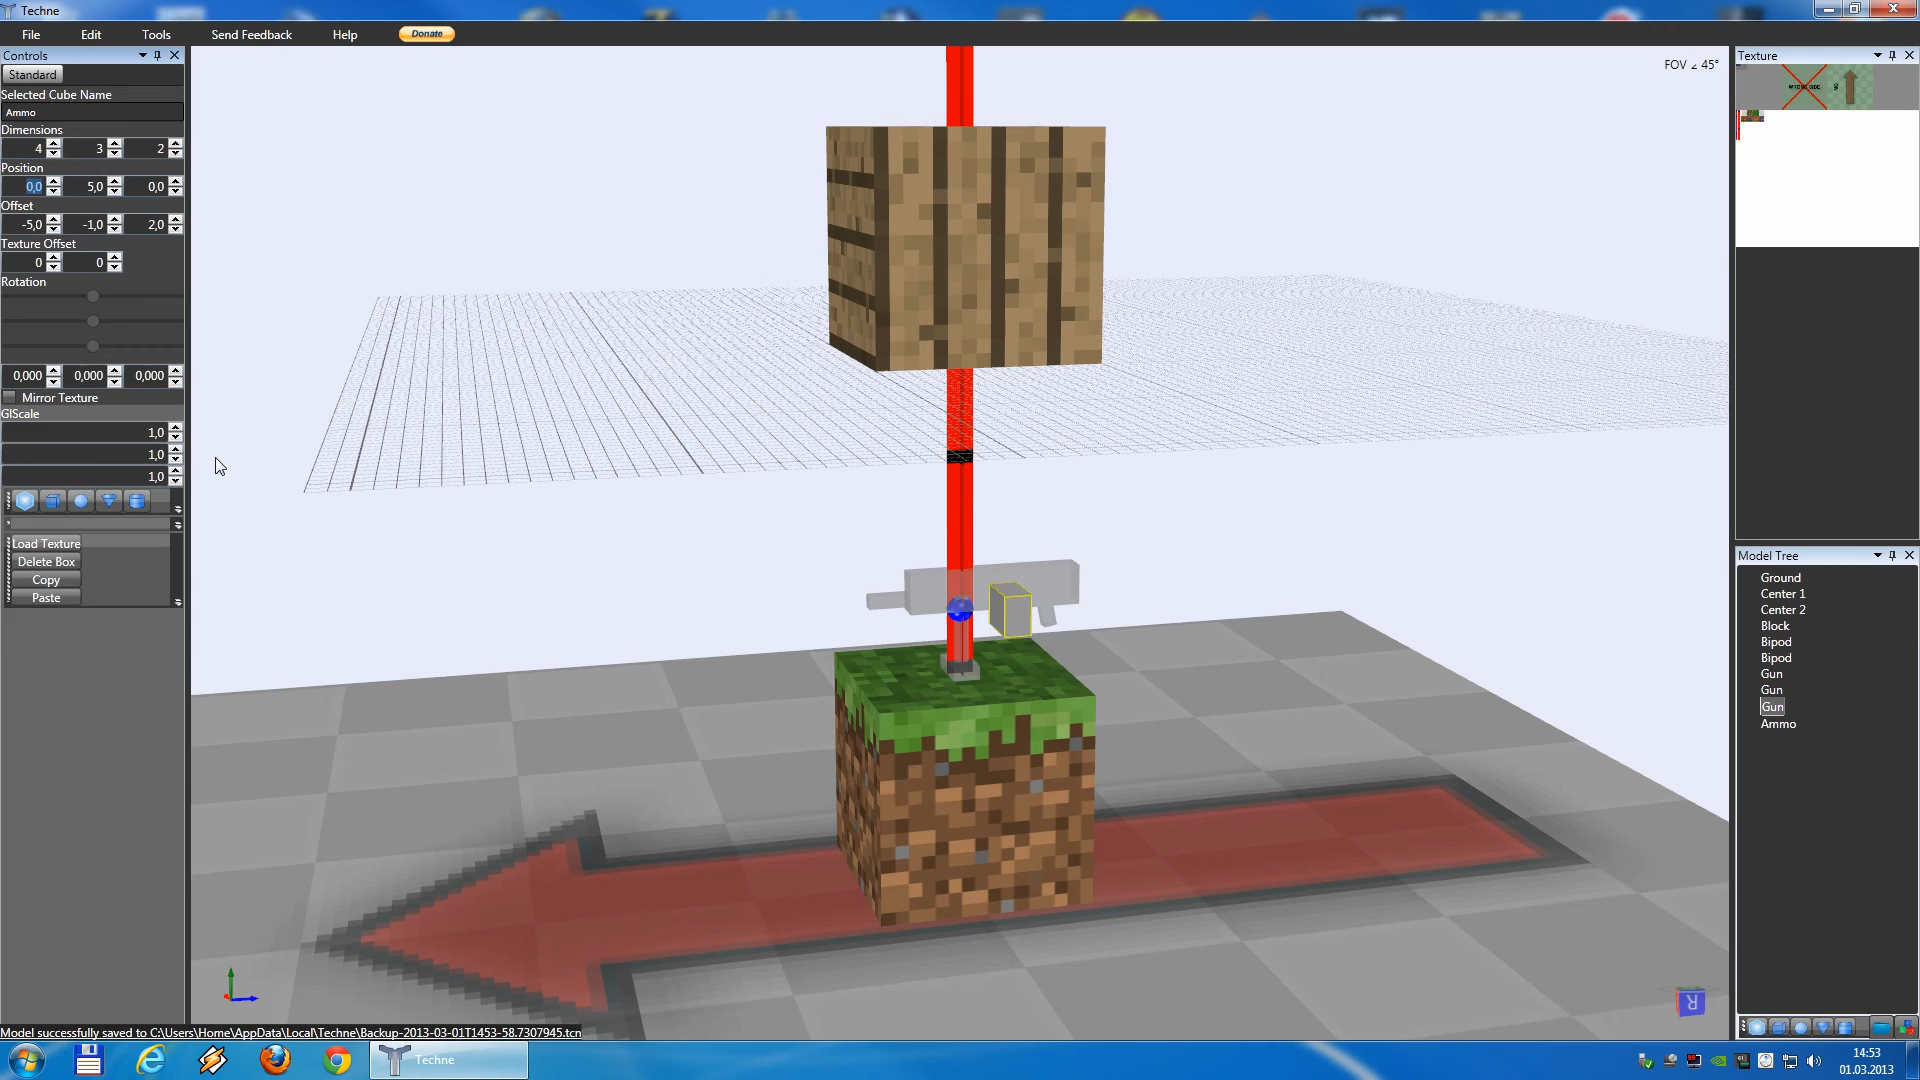 Techne
File Edit Tools Send Feedback Help Donate
Controls
Standard
Selected Cube Name
Ammo
Dimensions
4 3 2
Position
0,0 5,0 0,0
Offset
-5,0 -1,0 2,0
Texture Offset
0 0
Rotation
0,000 0,000 0,000
Mirror Texture
GlScale
1,0
1,0
1,0
Load Texture
Delete Box
Copy
Paste
FOV ∠ 45°
Texture
WRONG SIDE
Model Tree
Ground
Center 1
Center 2
Block
Bipod
Bipod
Gun
Gun
Gun
Ammo
R
Model successfully saved to C:\Users\Home\AppData\Local\Techne\Backup-2013-03-01T1453-58.7307945.tcn
Techne
14:53
01.03.2013